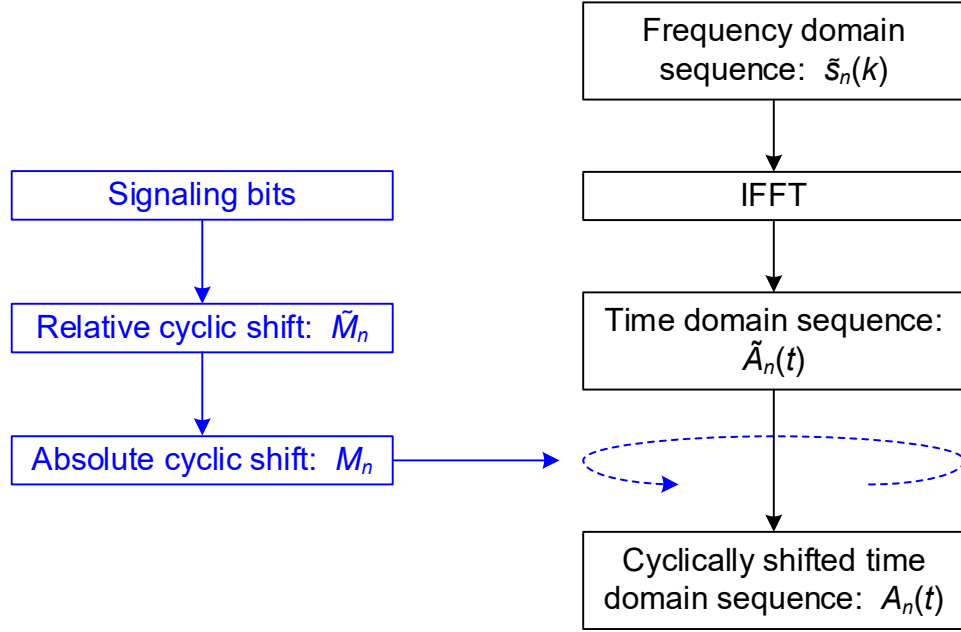 Frequency domain
sequence: s̃ₙ(k)
Signaling bits
IFFT
Relative cyclic shift: M̃ₙ
Time domain sequence:
Ãₙ(t)
Absolute cyclic shift: Mₙ
Cyclically shifted time
domain sequence: Aₙ(t)